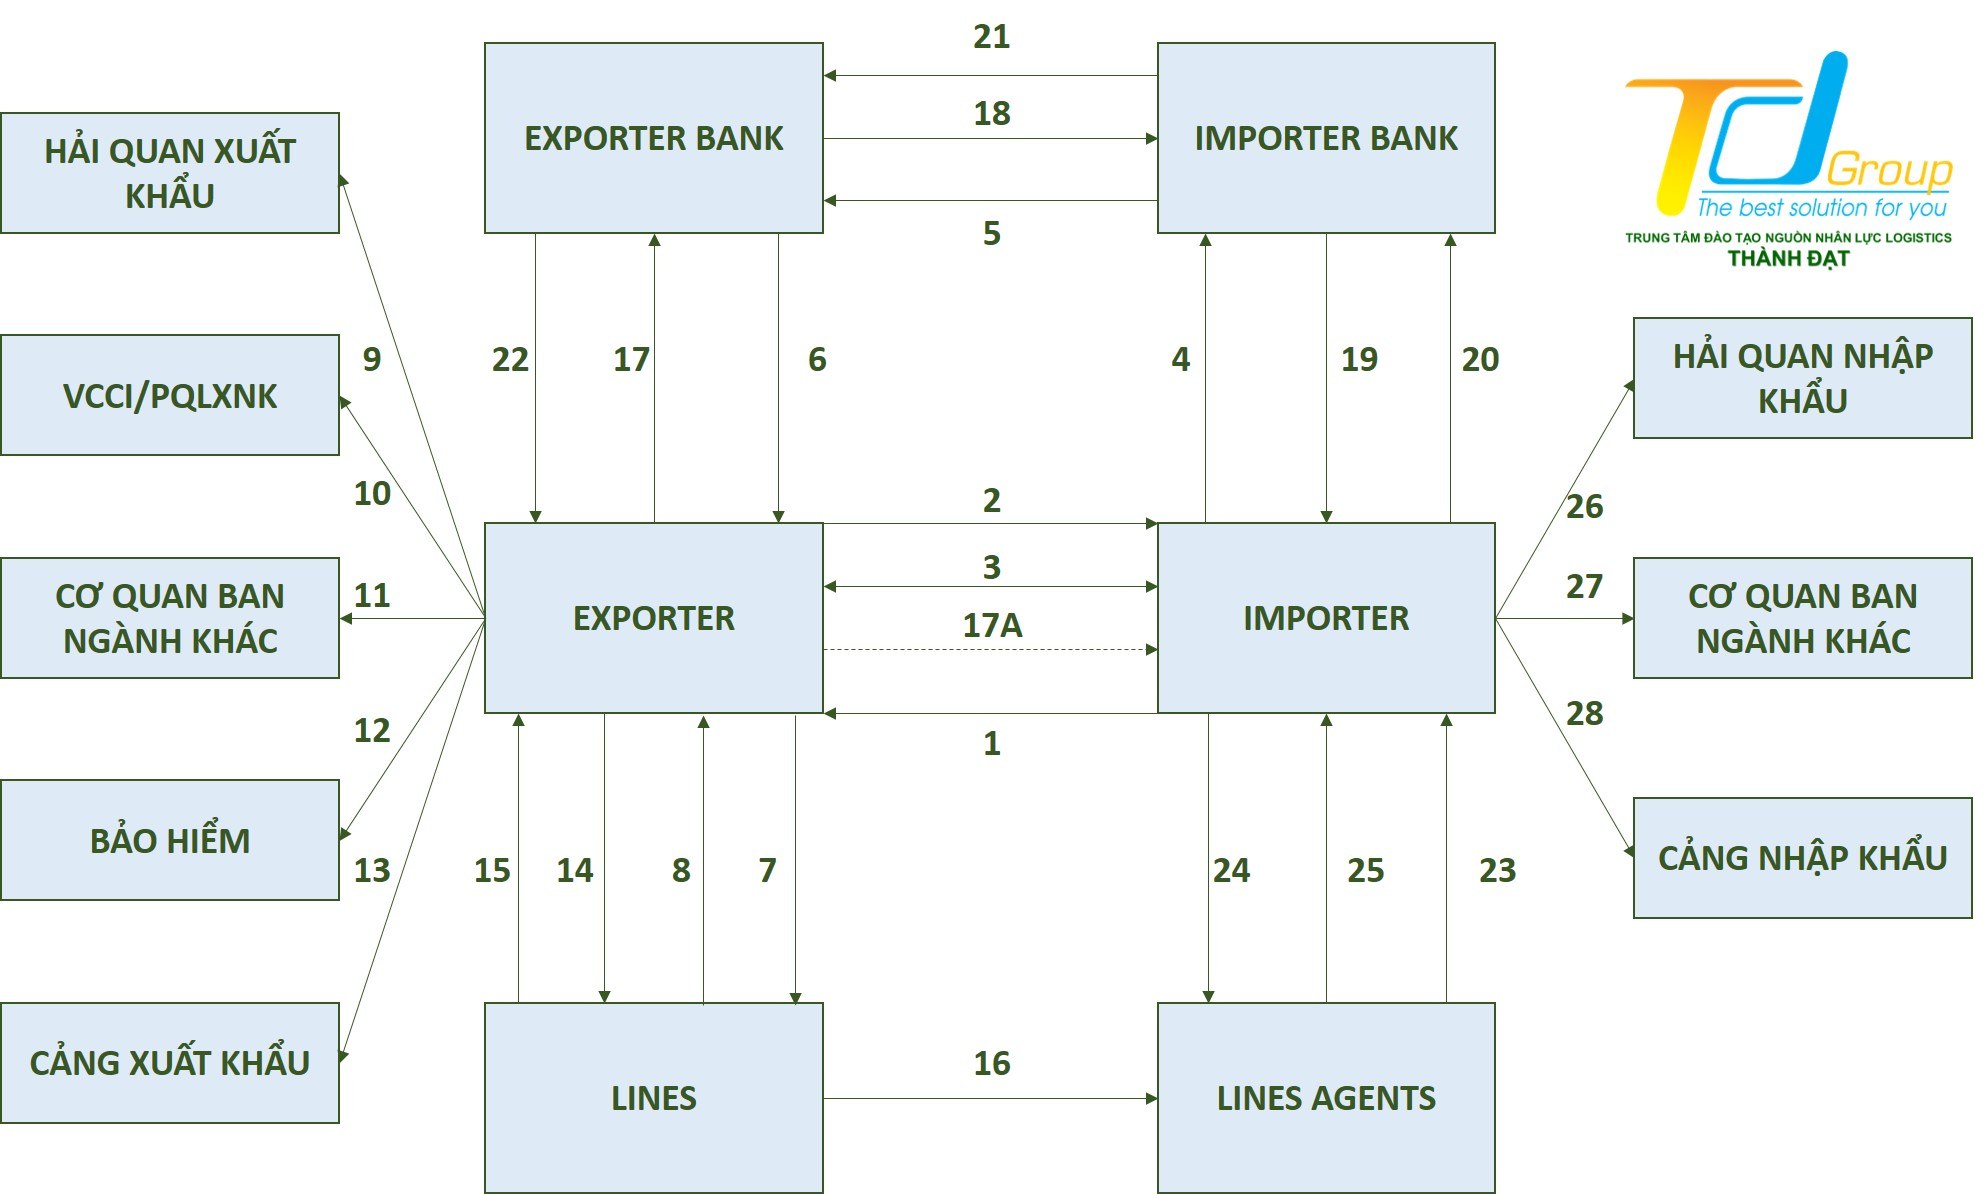 21
EXPORTER BANK
18
IMPORTER BANK
5
Td Group
The best solution for you
TRUNG TÂM ĐÀO TẠO NGUỒN NHÂN LỰC LOGISTICS
THÀNH ĐẠT
HẢI QUAN XUẤT
KHẨU
VCCI/PQLXNK
CƠ QUAN BAN
NGÀNH KHÁC
BẢO HIỂM
CẢNG XUẤT KHẨU
9
10
11
12
13
22
17
6
4
19
20
EXPORTER
2
3
17A
1
IMPORTER
26
27
28
HẢI QUAN NHẬP
KHẨU
CƠ QUAN BAN
NGÀNH KHÁC
CẢNG NHẬP KHẨU
15
14
8
7
24
25
23
LINES
16
LINES AGENTS